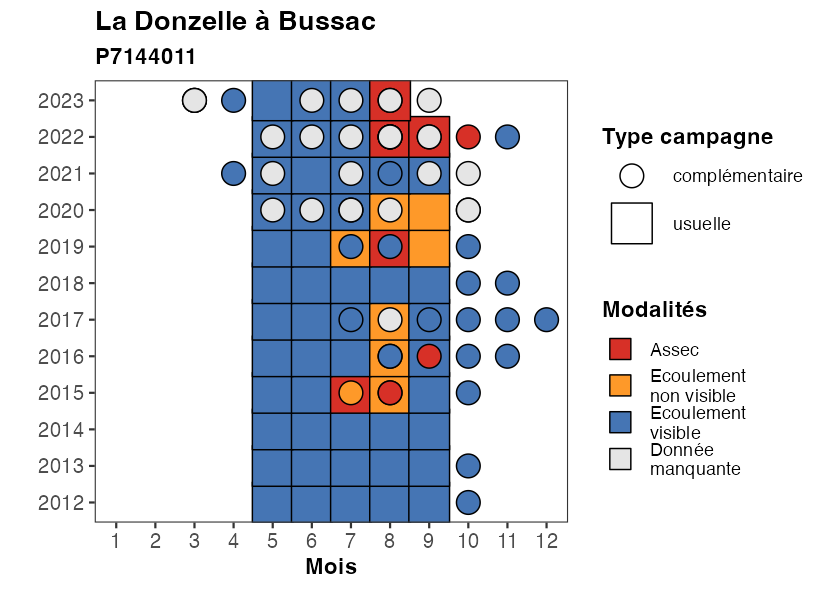 La Donzelle à Bussac
P7144011
2023
2022
2021
2020
2019
2018
2017
2016
2015
2014
2013
2012
1 2 3 4 5 6 7 8 9 10 11 12
Mois
Type campagne
complémentaire
usuelle
Modalités
Assec
Ecoulement
non visible
Ecoulement
visible
Donnée
manquante